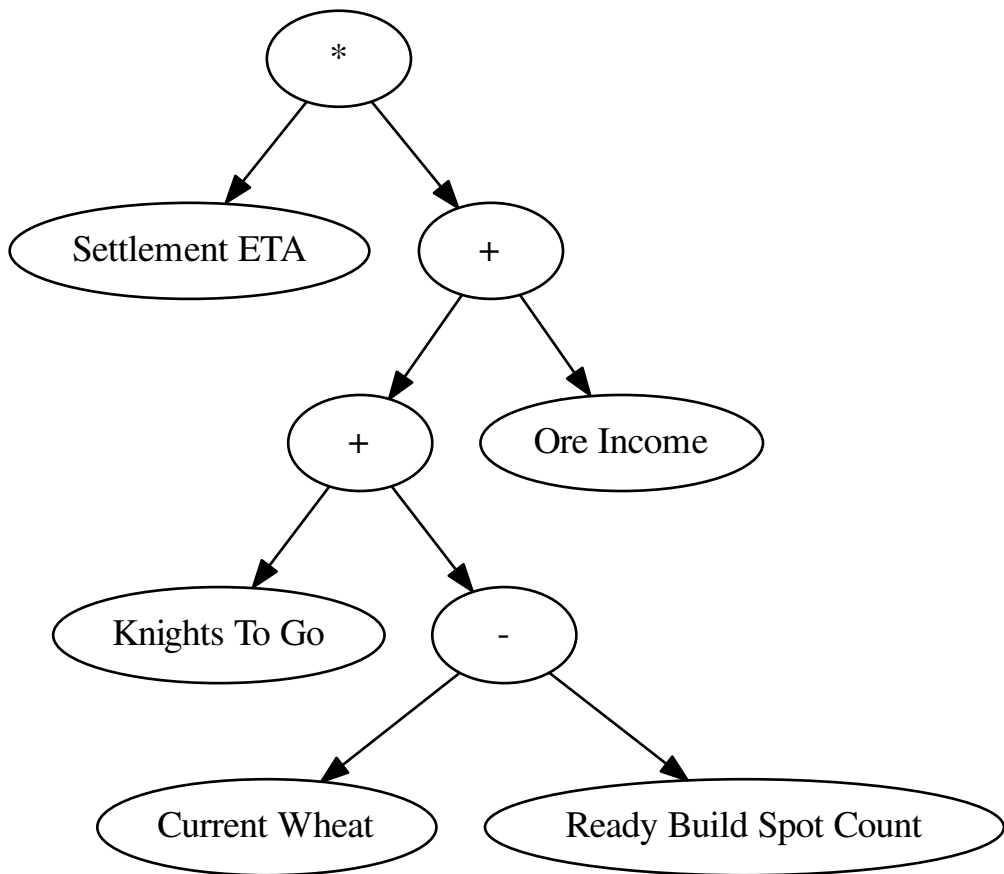 *
Settlement ETA
+
+
Ore Income
Knights To Go
-
Current Wheat
Ready Build Spot Count